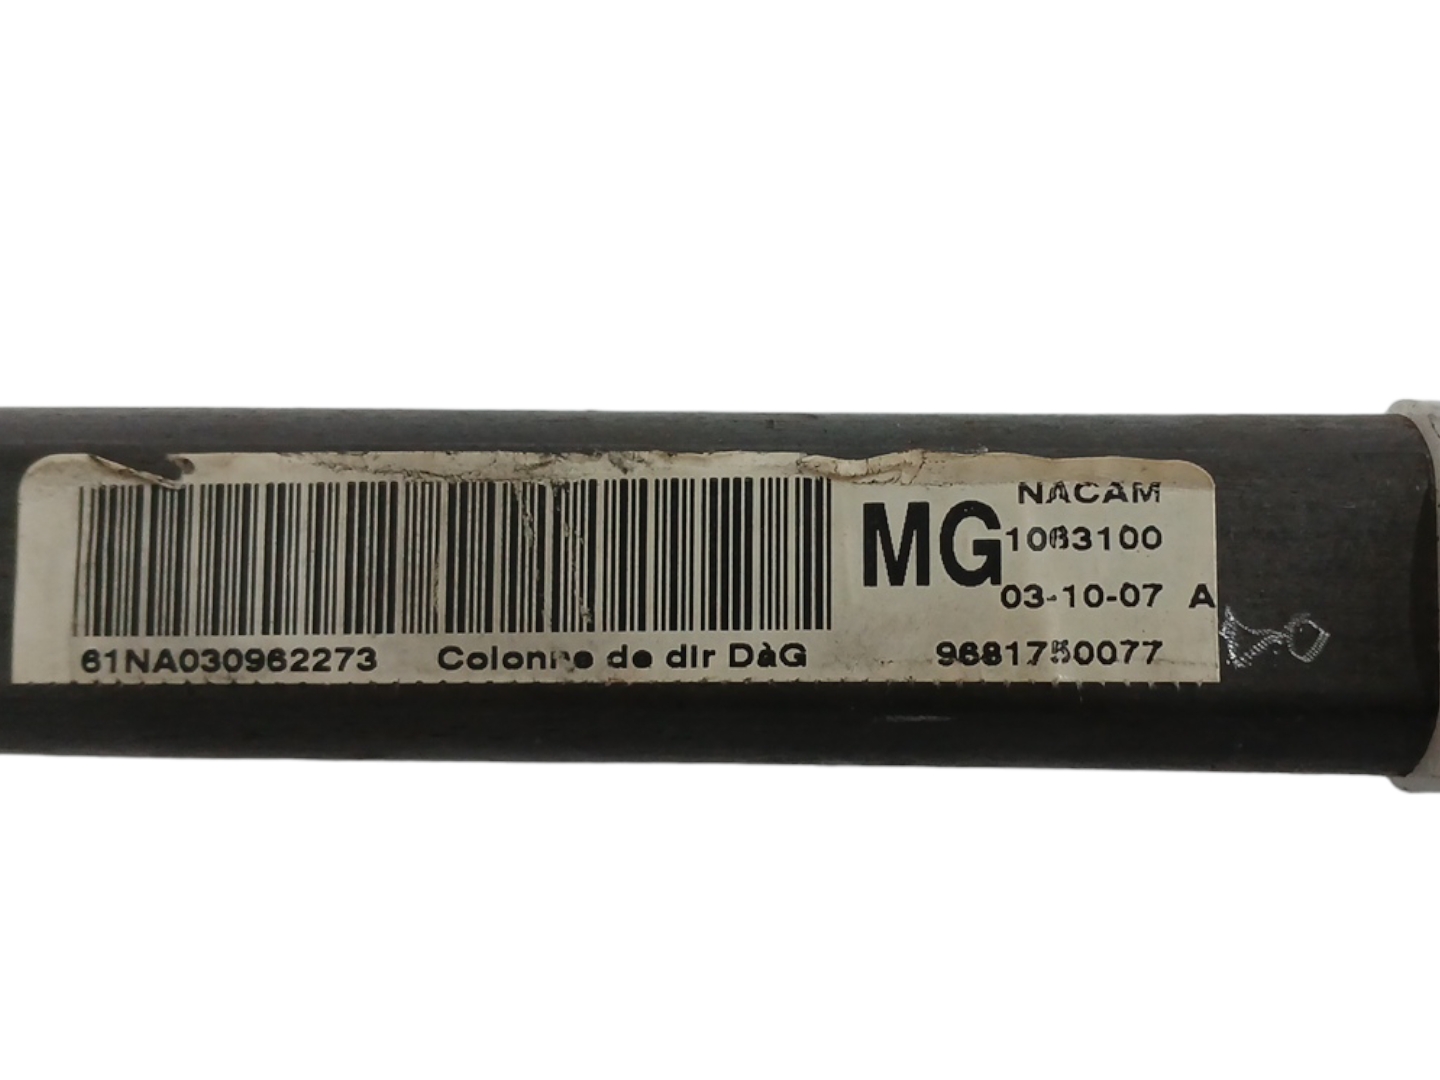 NACAM
MG 1063100
03-10-07 A
61NA030962273 Colonne de dir DàG 9681750077